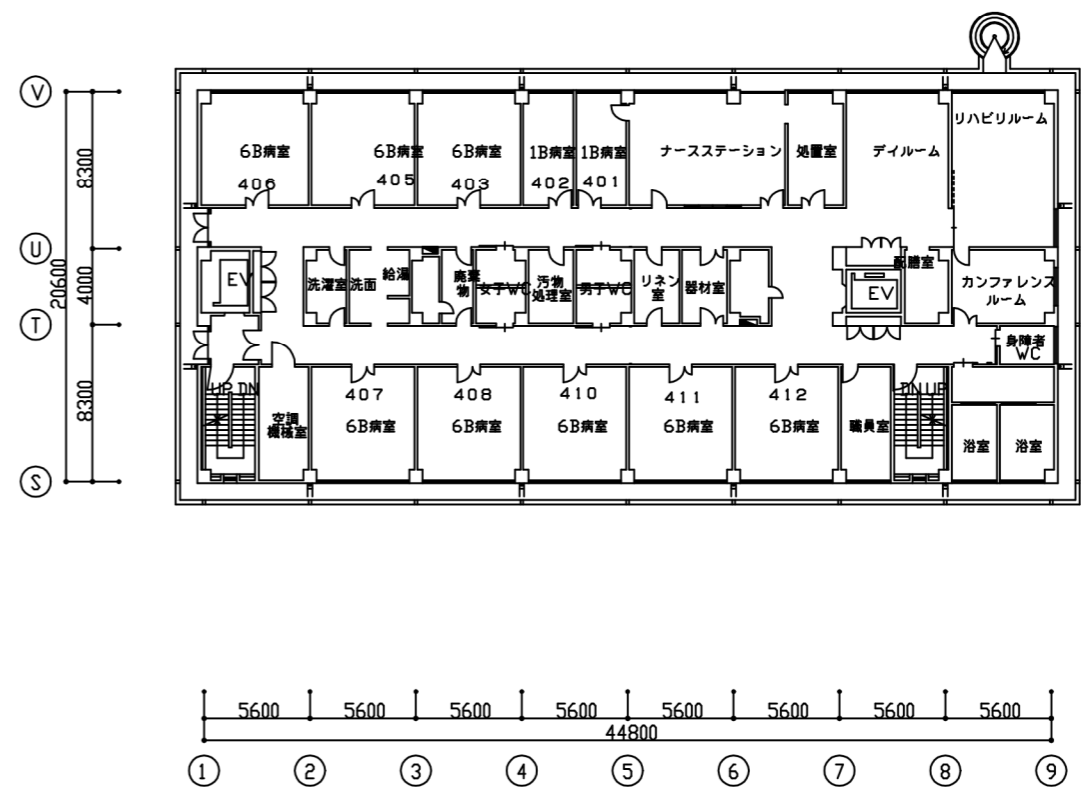 V
8300
U
4000
20600
T
8300
S
6B病室
406
6B病室
405
6B病室
403
1B病室
402
1B病室
401
ナースステーション
処置室
デイルーム
リハビリルーム
EV
洗濯室
洗面
給湯
廃棄
物
女子WC
汚物
処理室
男子WC
リネン
室
器材室
EV
配膳室
カンファレンス
ルーム
身障者
WC
UP DN
空調
機械室
407
6B病室
408
6B病室
410
6B病室
411
6B病室
412
6B病室
職員室
DN UP
浴室
浴室
5600
5600
5600
5600
5600
5600
5600
5600
44800
1
2
3
4
5
6
7
8
9